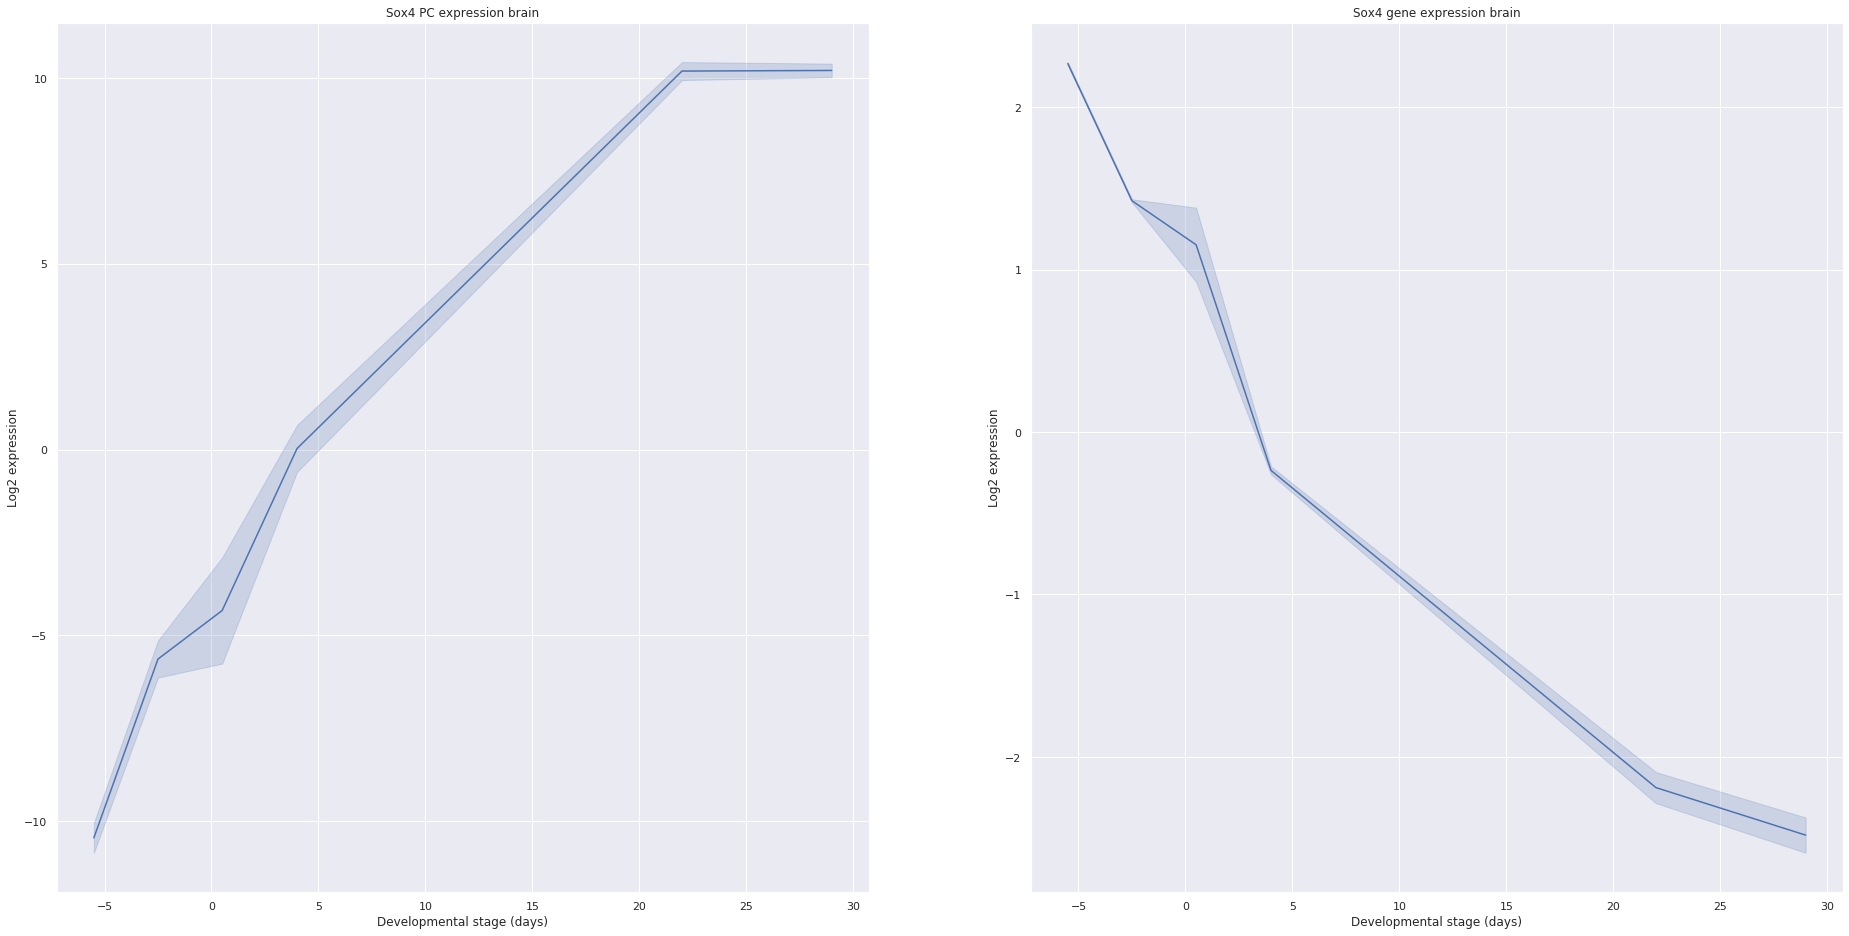 Sox4 PC expression brain
Log2 expression
10
5
0
−5
−10
−5 0 5 10 15 20 25 30
Developmental stage (days)
Sox4 gene expression brain
Log2 expression
2
1
0
−1
−2
−5 0 5 10 15 20 25 30
Developmental stage (days)